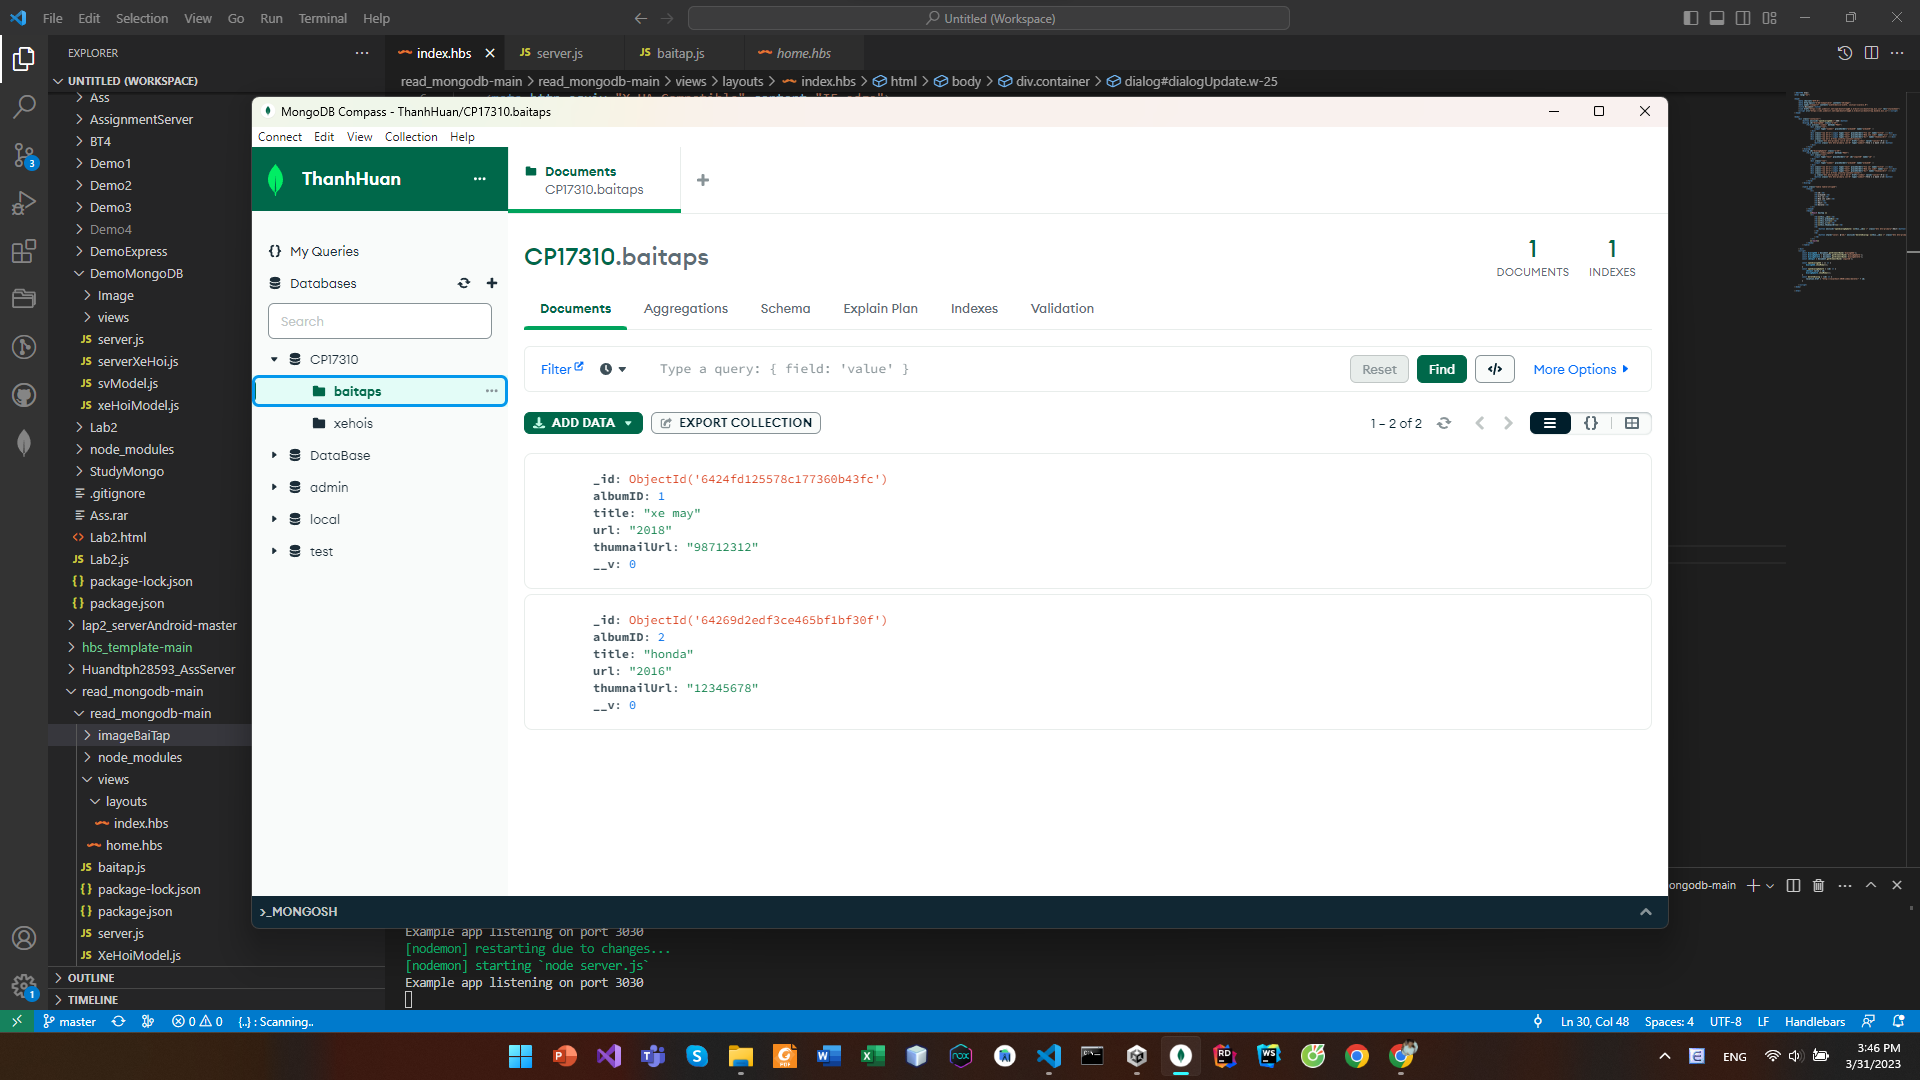 File Edit Selection View Go Run Terminal Help
Untitled (Workspace)
EXPLORER
index.hbs
server.js
baitap.js
home.hbs
UNTITLED (WORKSPACE)
read_mongodb-main > read_mongodb-main > views > layouts > index.hbs > html > body > div.container > dialog#dialogUpdate.w-25
Ass
AssignmentServer
BT4
Demo1
Demo2
Demo3
Demo4
DemoExpress
DemoMongoDB
Image
views
server.js
serverXeHoi.js
svModel.js
xeHoiModel.js
Lab2
node_modules
StudyMongo
.gitignore
Ass.rar
Lab2.html
Lab2.js
package-lock.json
package.json
lap2_serverAndroid-master
hbs_template-main
Huandtph28593_AssServer
read_mongodb-main
read_mongodb-main
imageBaiTap
node_modules
views
layouts
index.hbs
home.hbs
baitap.js
package-lock.json
package.json
server.js
XeHoiModel.js
OUTLINE
TIMELINE
MongoDB Compass - ThanhHuan/CP17310.baitaps
Connect Edit View Collection Help
ThanhHuan
Documents
CP17310.baitaps
My Queries
Databases
Search
CP17310
baitaps
xehois
DataBase
admin
local
test
CP17310.baitaps
1
DOCUMENTS
1
INDEXES
Documents Aggregations Schema Explain Plan Indexes Validation
Filter
Type a query: { field: 'value' }
Reset
Find
More Options
ADD DATA
EXPORT COLLECTION
1 – 2 of 2
_id: ObjectId('6424fd125578c177360b43fc')
albumID: 1
title: "xe may"
url: "2018"
thumnailUrl: "98712312"
__v: 0
_id: ObjectId('64269d2edf3ce465bf1bf30f')
albumID: 2
title: "honda"
url: "2016"
thumnailUrl: "12345678"
__v: 0
>_MONGOSH
ongodb-main
Example app listening on port 3030
[nodemon] restarting due to changes...
[nodemon] starting `node server.js`
Example app listening on port 3030
master
0 0
{..} : Scanning..
Ln 30, Col 48
Spaces: 4
UTF-8
LF
Handlebars
ENG
3:46 PM
3/31/2023